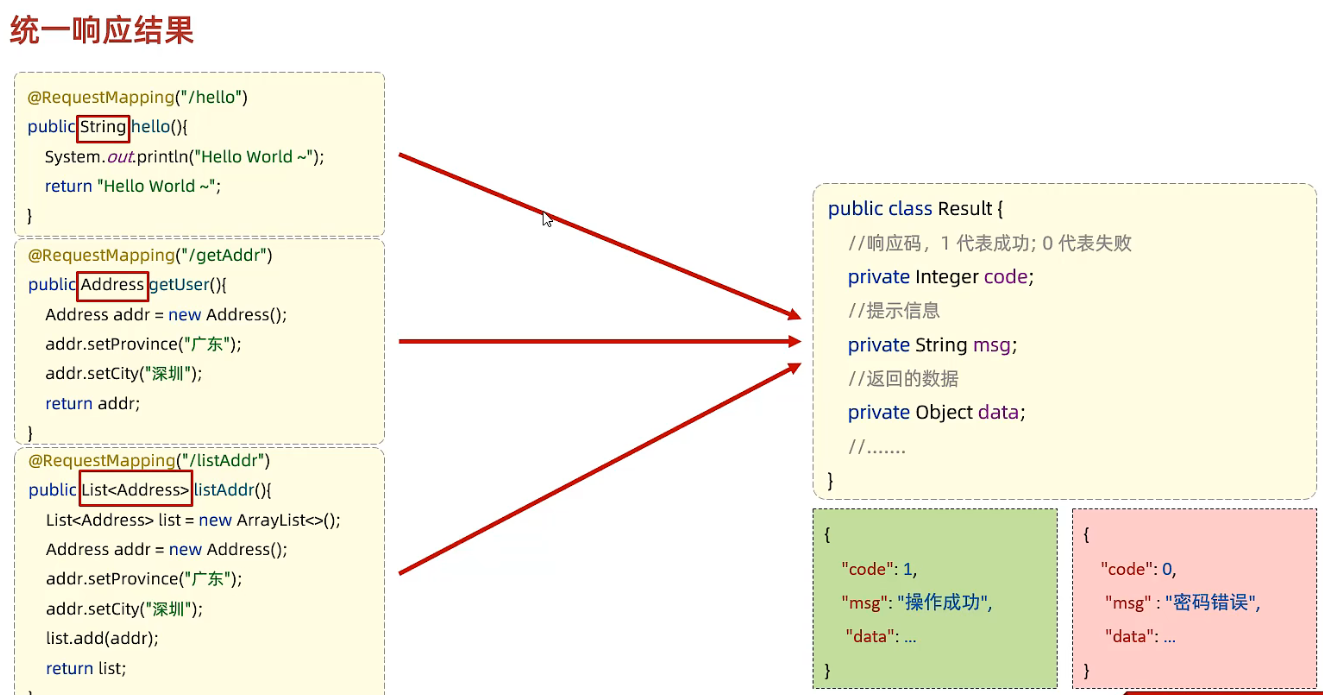 统一响应结果
@RequestMapping("/hello")
public String hello(){
System.out.println("Hello World ~");
return "Hello World ~";
}
@RequestMapping("/getAddr")
public Address getUser(){
Address addr = new Address();
addr.setProvince("广东");
addr.setCity("深圳");
return addr;
}
@RequestMapping("/listAddr")
public List<Address> listAddr(){
List<Address> list = new ArrayList<>();
Address addr = new Address();
addr.setProvince("广东");
addr.setCity("深圳");
list.add(addr);
return list;
}
public class Result {
//响应码，1 代表成功; 0 代表失败
private Integer code;
//提示信息
private String msg;
//返回的数据
private Object data;
//.......
}
{
"code": 1,
"msg": "操作成功",
"data": ...
}
{
"code": 0,
"msg" : "密码错误",
"data": ...
}